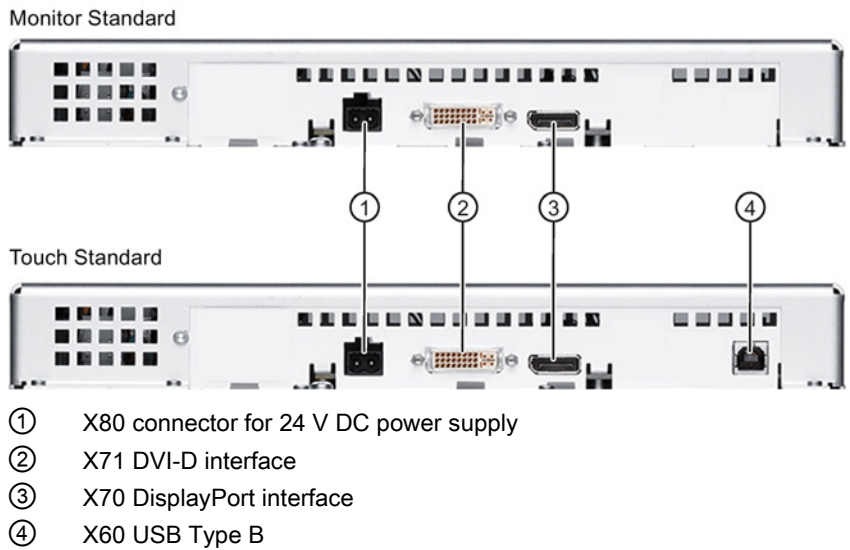 Monitor Standard
① ② ③ ④
Touch Standard
① X80 connector for 24 V DC power supply
② X71 DVI-D interface
③ X70 DisplayPort interface
④ X60 USB Type B